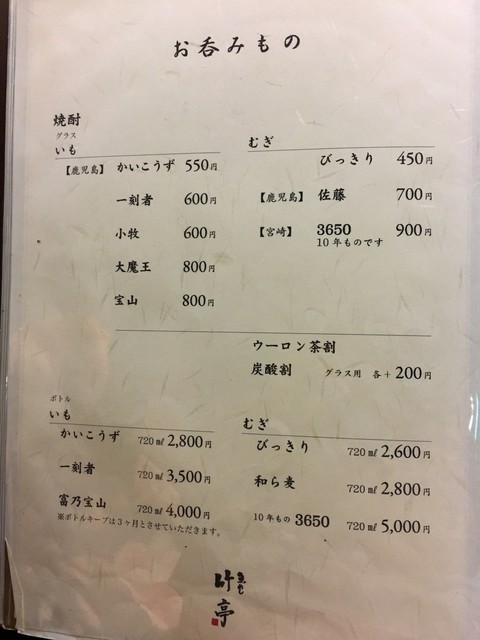 お呑みもの
焼酎
グラス
いも
【鹿児島】 かいこうず 550円
一刻者 600円
小牧 600円
大魔王 800円
宝山 800円
むぎ
びっきり 450円
【鹿児島】 佐藤 700円
【宮崎】 3650 900円
10年ものです
ウーロン茶割
炭酸割 グラス用 各+200円
ボトル
いも
かいこうず 720㎖ 2,800円
一刻者 720㎖ 3,500円
富乃宝山 720㎖ 4,000円
※ボトルキープは3ヶ月とさせていただきます。
むぎ
びっきり 720㎖ 2,600円
和ら麦 720㎖ 2,800円
10年もの 3650 720㎖ 5,000円
竹亭